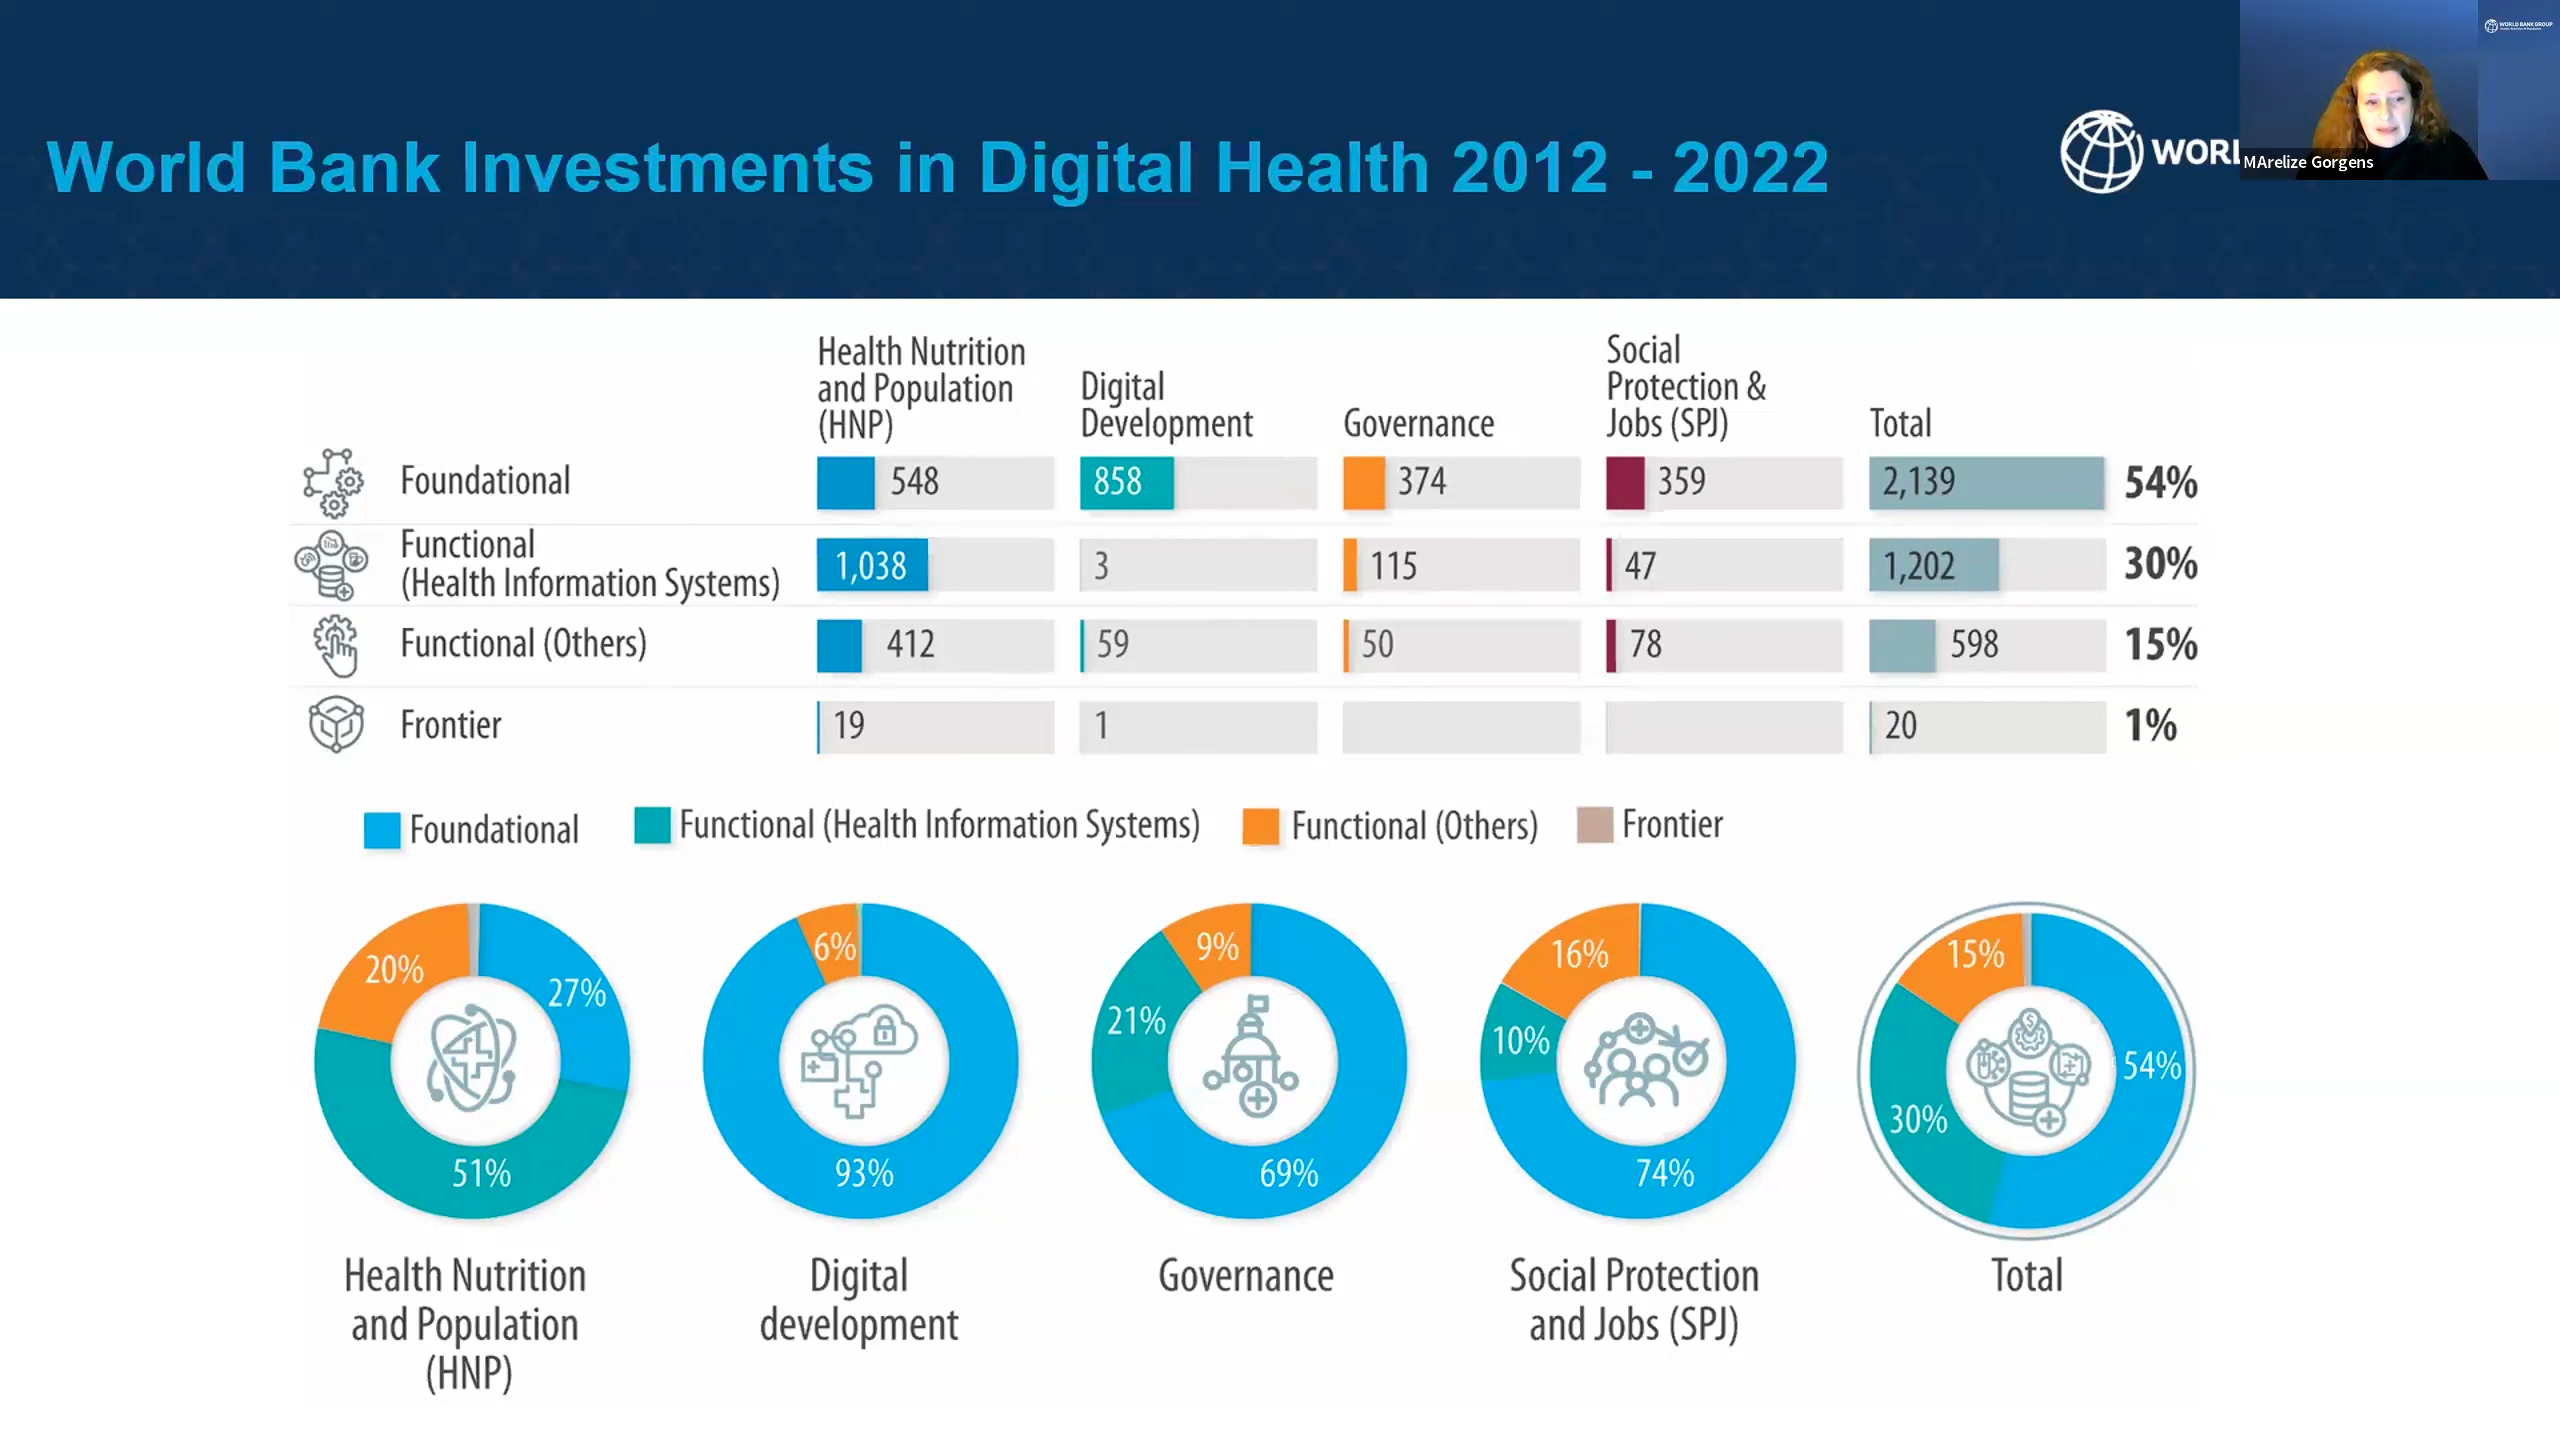 WORLD BANK GROUP
World Bank Investments in Digital Health 2012 - 2022
WORL
MArelize Gorgens
Health Nutrition
and Population
(HNP)
Digital
Development
Governance
Social
Protection &
Jobs (SPJ)
Total
Foundational
548
858
374
359
2,139
54%
Functional
(Health Information Systems)
1,038
3
115
47
1,202
30%
Functional (Others)
412
59
50
78
598
15%
Frontier
19
1
20
1%
Foundational
Functional (Health Information Systems)
Functional (Others)
Frontier
20%
27%
51%
6%
93%
9%
21%
69%
16%
10%
74%
15%
54%
30%
Health Nutrition
and Population
(HNP)
Digital
development
Governance
Social Protection
and Jobs (SPJ)
Total